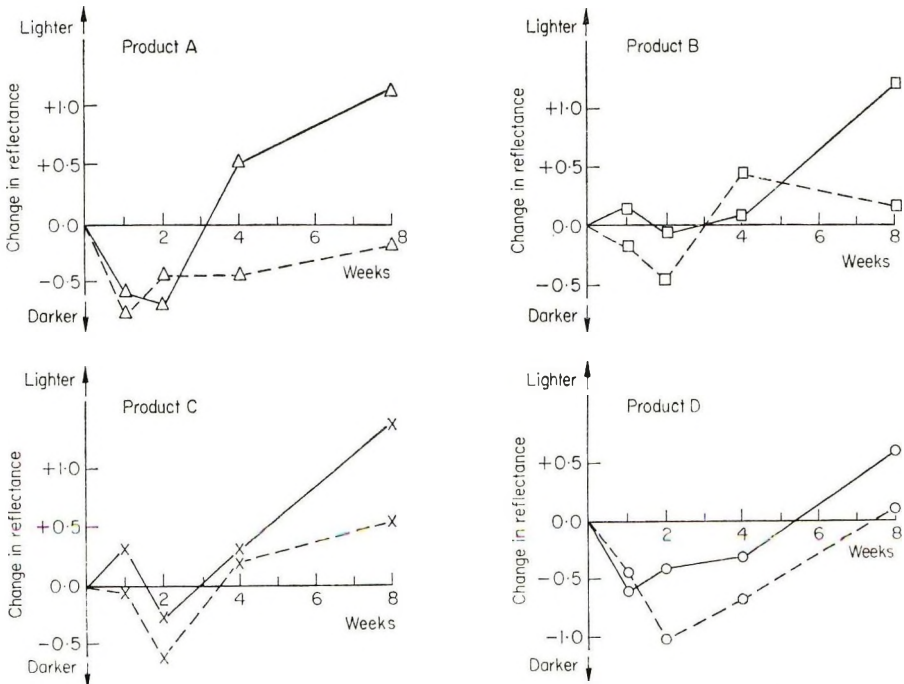 Lighter
Product A
+1·0
+0·5
0·0
−0·5
Darker
Change in reflectance
2
4
6
8
Weeks
Lighter
Product B
+1·0
+0·5
0·0
−0·5
Darker
Change in reflectance
2
4
6
8
Weeks
Lighter
Product C
+1·0
+0·5
0·0
−0·5
Darker
Change in reflectance
2
4
6
8
Weeks
Lighter
Product D
+0·5
0·0
−0·5
−1·0
Darker
Change in reflectance
2
4
6
8
Weeks